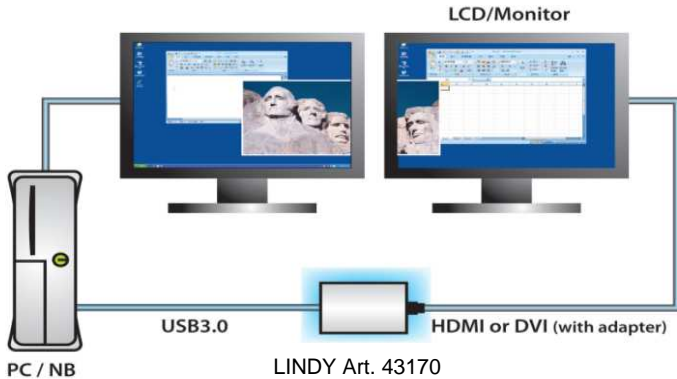 LCD/Monitor
USB3.0
HDMI or DVI (with adapter)
PC / NB
LINDY Art. 43170